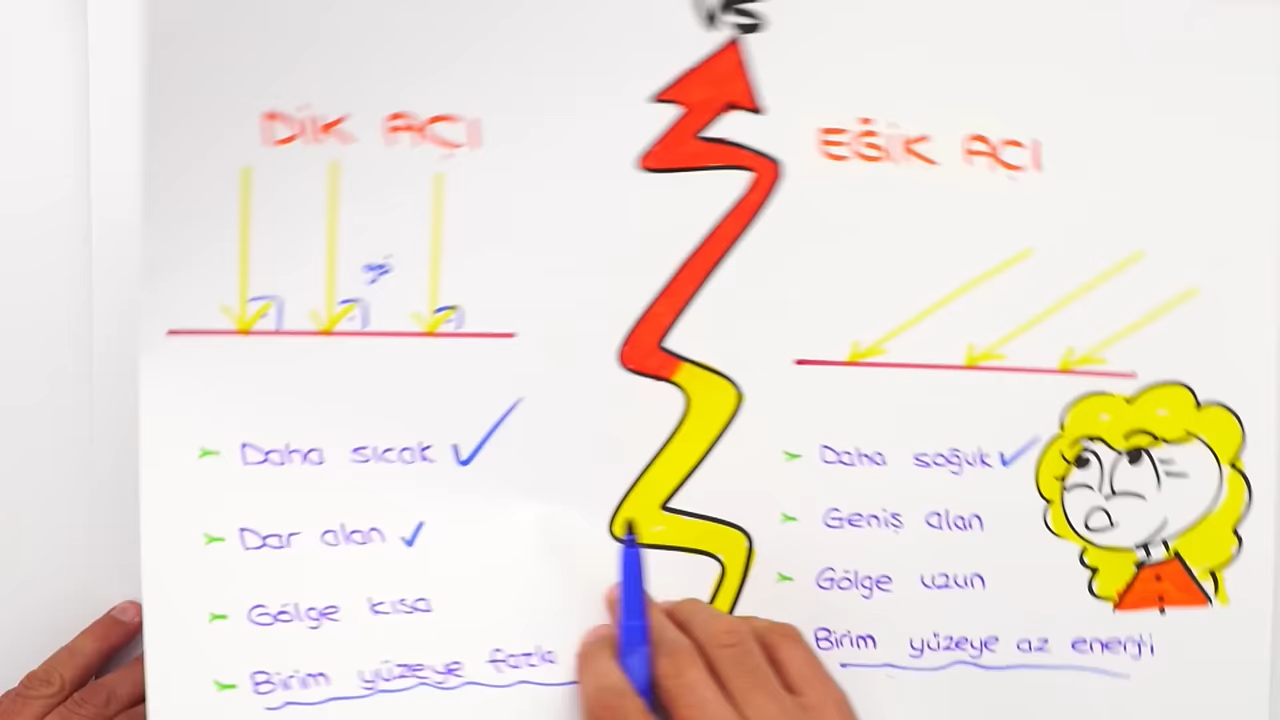 VS
DİK AÇI
EĞİK AÇI
Daha sıcak
Dar alan
Gölge kısa
Birim yüzeye fazla
Daha soğuk
Geniş alan
Gölge uzun
Birim yüzeye az enerji